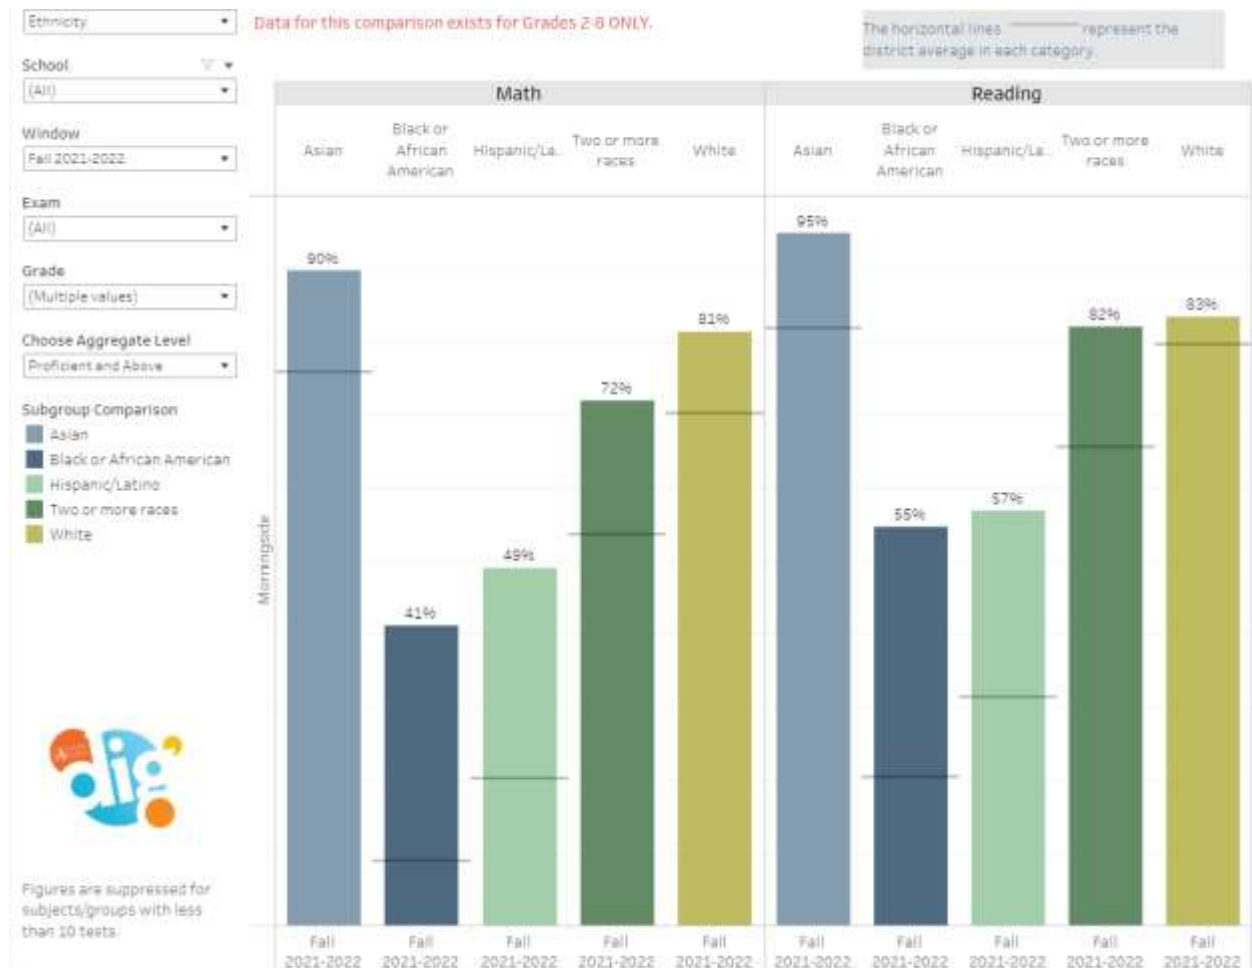 Ethnicity
Data for this comparison exists for Grades 2-8 ONLY.
The horizontal lines represent the
district average in each category.
School
(All)
Window
Fall 2021-2022
Exam
(All)
Grade
(Multiple values)
Choose Aggregate Level
Proficient and Above
Subgroup Comparison
Asian
Black or African American
Hispanic/Latino
Two or more races
White
dig
Figures are suppressed for
subjects/groups with less
than 10 tests.
Math Reading
Asian Black or African American Hispanic/La.. Two or more races White Asian Black or African American Hispanic/La.. Two or more races White
Morningside
90% 41% 49% 72% 81% 95% 55% 57% 82% 83%
Fall Fall Fall Fall Fall Fall Fall Fall Fall Fall
2021-2022 2021-2022 2021-2022 2021-2022 2021-2022 2021-2022 2021-2022 2021-2022 2021-2022 2021-2022